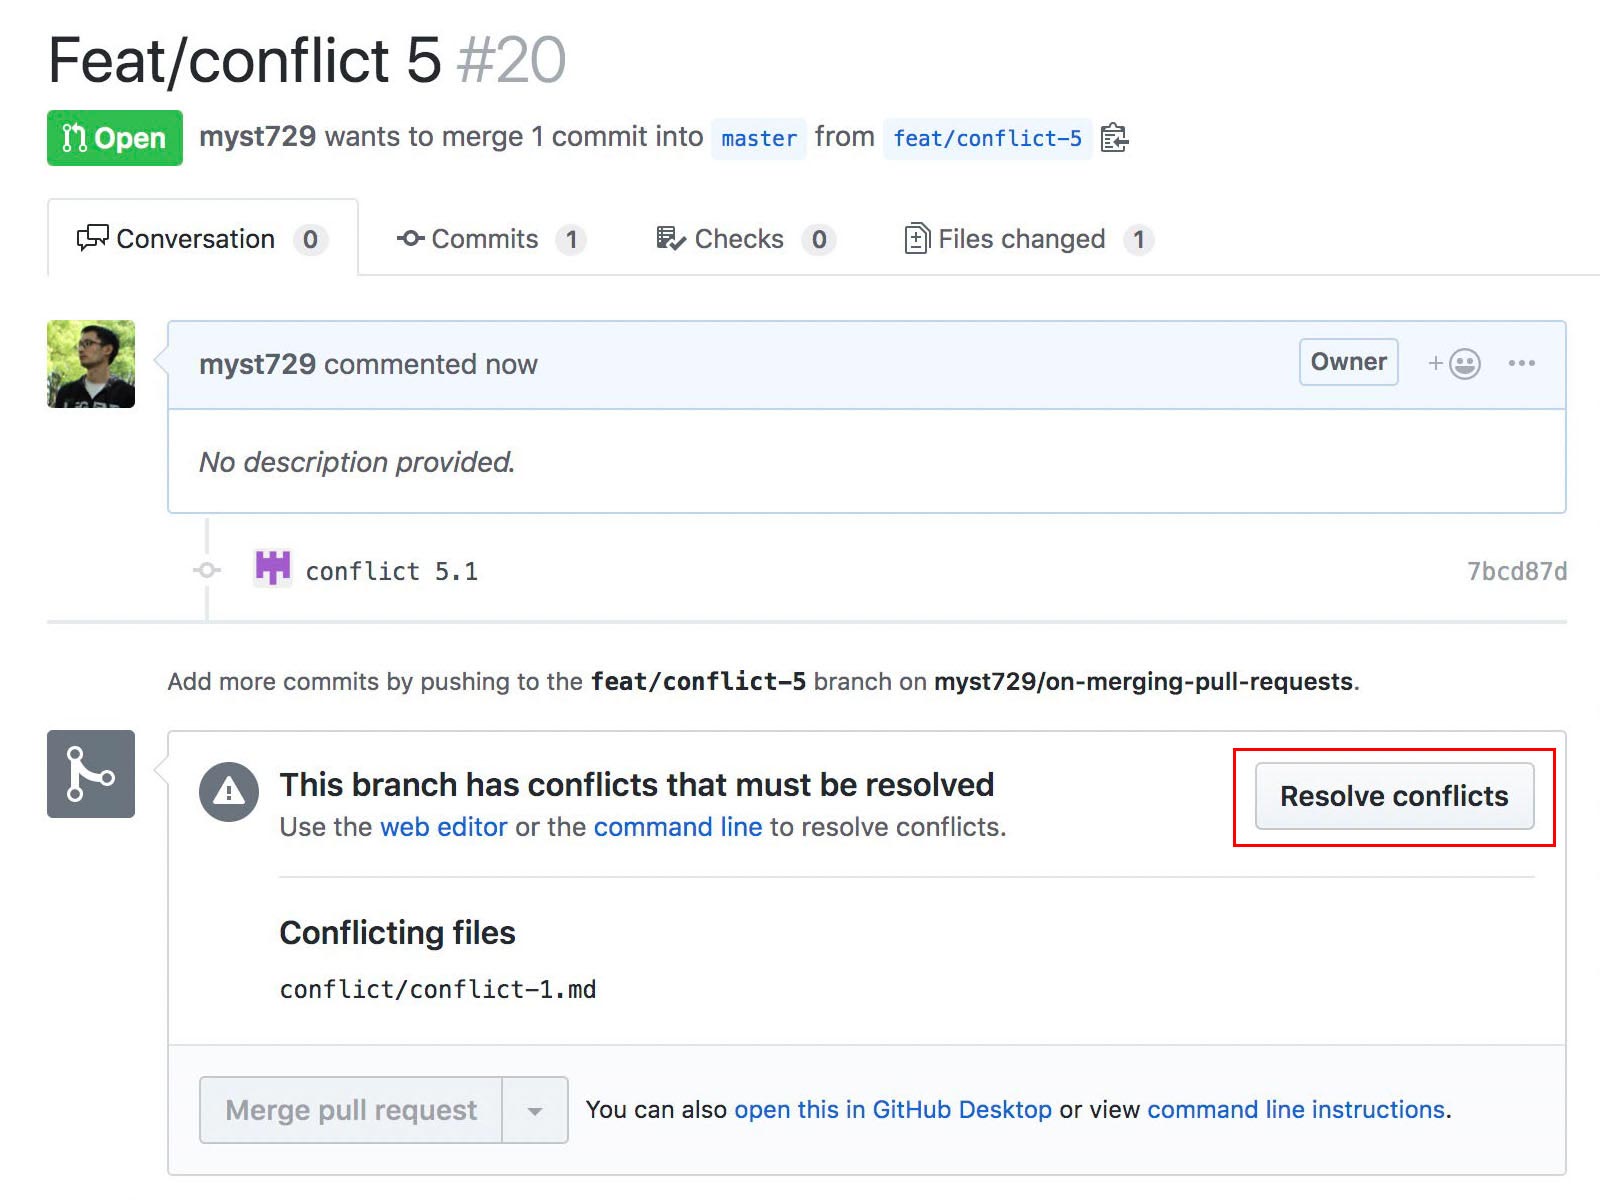 Feat/conflict 5 #20
Open myst729 wants to merge 1 commit into master from feat/conflict-5
Conversation 0 Commits 1 Checks 0 Files changed 1
myst729 commented now Owner
No description provided.
conflict 5.1 7bcd87d
Add more commits by pushing to the feat/conflict-5 branch on myst729/on-merging-pull-requests.
This branch has conflicts that must be resolved
Resolve conflicts
Use the web editor or the command line to resolve conflicts.
Conflicting files
conflict/conflict-1.md
Merge pull request You can also open this in GitHub Desktop or view command line instructions.